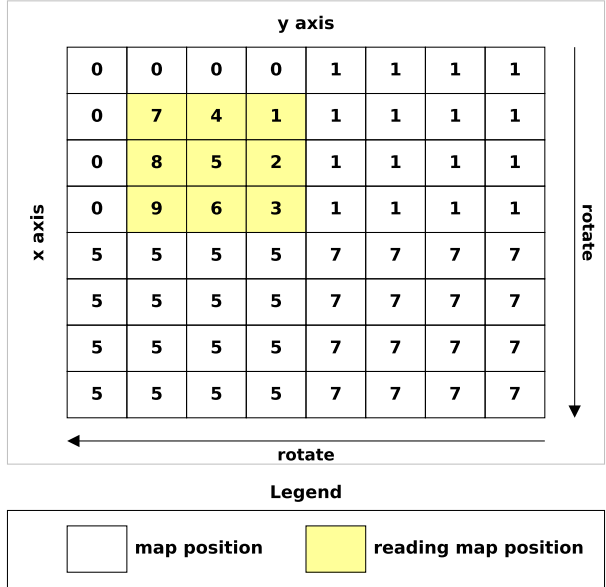 y axis
0 0 0 0 1 1 1 1
0 7 4 1 1 1 1 1
0 8 5 2 1 1 1 1
0 9 6 3 1 1 1 1
5 5 5 5 7 7 7 7
5 5 5 5 7 7 7 7
5 5 5 5 7 7 7 7
5 5 5 5 7 7 7 7
x axis
rotate
rotate
Legend
map position
reading map position